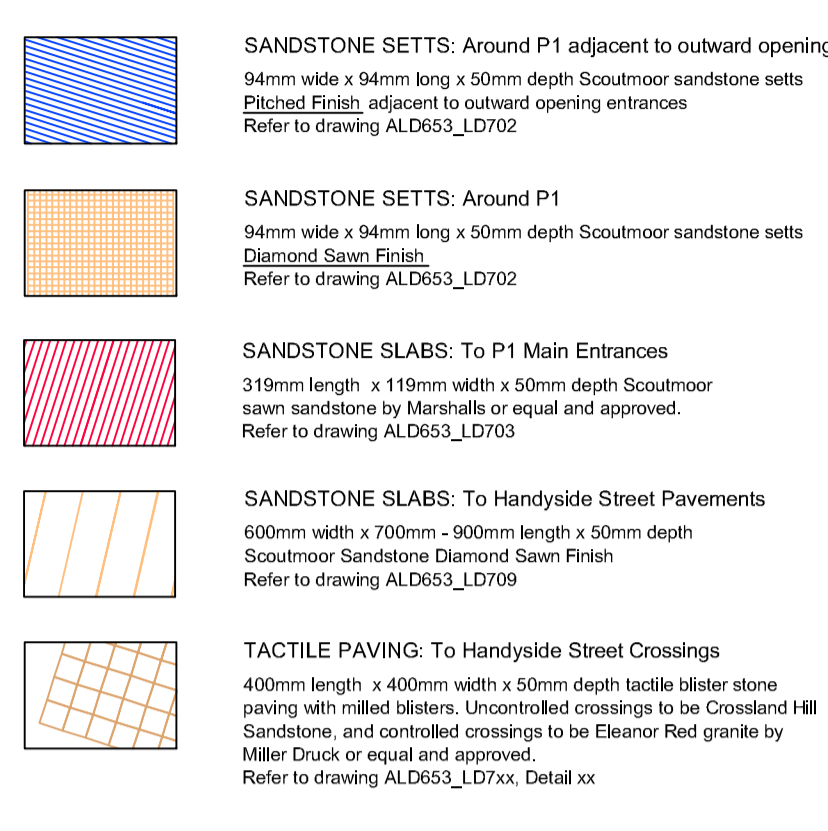 SANDSTONE SETTS: Around P1 adjacent to outward opening
94mm wide x 94mm long x 50mm depth Scoutmoor sandstone setts
Pitched Finish adjacent to outward opening entrances
Refer to drawing ALD653_LD702
SANDSTONE SETTS: Around P1
94mm wide x 94mm long x 50mm depth Scoutmoor sandstone setts
Diamond Sawn Finish
Refer to drawing ALD653_LD702
SANDSTONE SLABS: To P1 Main Entrances
319mm length x 119mm width x 50mm depth Scoutmoor
sawn sandstone by Marshalls or equal and approved.
Refer to drawing ALD653_LD703
SANDSTONE SLABS: To Handyside Street Pavements
600mm width x 700mm - 900mm length x 50mm depth
Scoutmoor Sandstone Diamond Sawn Finish
Refer to drawing ALD653_LD709
TACTILE PAVING: To Handyside Street Crossings
400mm length x 400mm width x 50mm depth tactile blister stone
paving with milled blisters. Uncontrolled crossings to be Crossland Hill
Sandstone, and controlled crossings to be Eleanor Red granite by
Miller Druck or equal and approved.
Refer to drawing ALD653_LD7xx, Detail xx